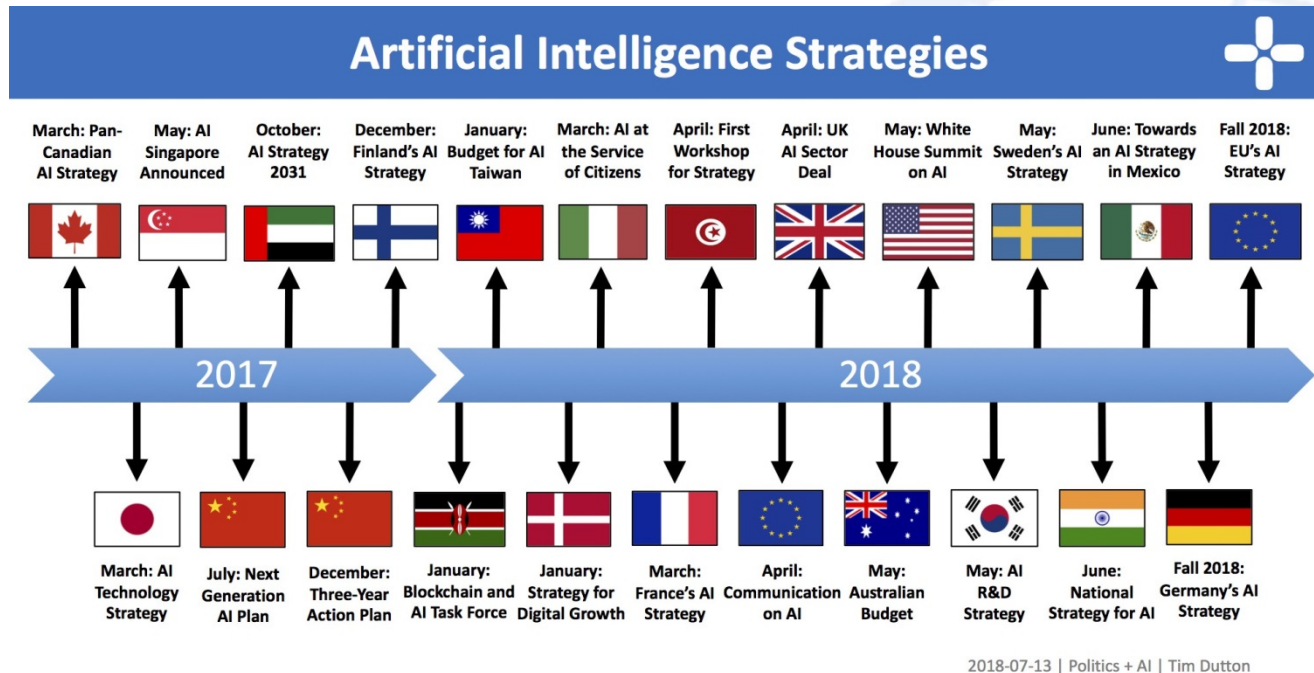 Artificial Intelligence Strategies
March: Pan-
Canadian
AI Strategy
May: AI
Singapore
Announced
October:
AI Strategy
2031
December:
Finland's AI
Strategy
January:
Budget for AI
Taiwan
March: AI at
the Service
of Citizens
April: First
Workshop
for Strategy
April: UK
AI Sector
Deal
May: White
House Summit
on AI
May:
Sweden's AI
Strategy
June: Towards
an AI Strategy
in Mexico
Fall 2018:
EU's AI
Strategy
2017
2018
March: AI
Technology
Strategy
July: Next
Generation
AI Plan
December:
Three-Year
Action Plan
January:
Blockchain and
AI Task Force
January:
Strategy for
Digital Growth
March:
France's AI
Strategy
April:
Communication
on AI
May:
Australian
Budget
May: AI
R&D
Strategy
June:
National
Strategy for AI
Fall 2018:
Germany's AI
Strategy
2018-07-13 | Politics + AI | Tim Dutton